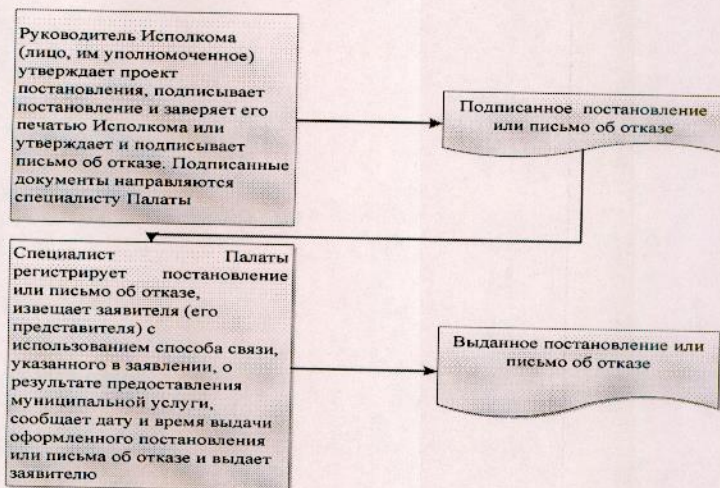 Руководитель Исполкома
(лицо, им уполномоченное)
утверждает проект
постановления, подписывает
постановление и заверяет его
печатью Исполкома или
утверждает и подписывает
письмо об отказе. Подписанные
документы направляются
специалисту Палаты
Подписанное постановление
или письмо об отказе
Специалист Палаты
регистрирует постановление
или письмо об отказе,
извещает заявителя (его
представителя) с
использованием способа связи,
указанного в заявлении, о
результате предоставления
муниципальной услуги,
сообщает дату и время выдачи
оформленного постановления
или письма об отказе и выдает
заявителю
Выданное постановление или
письмо об отказе